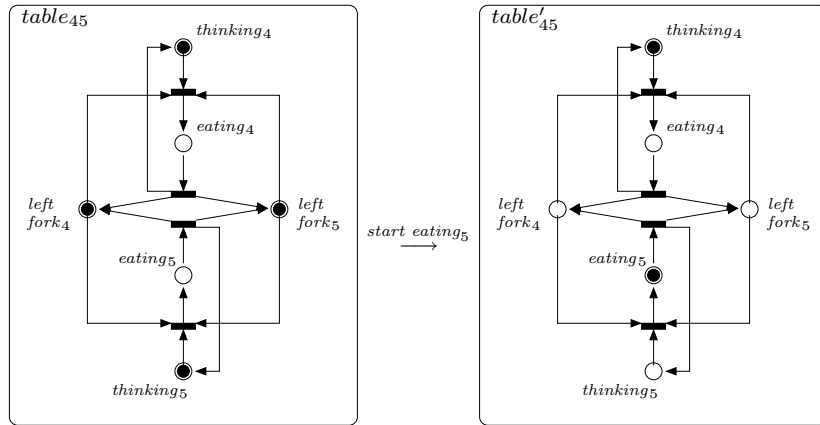 table₄₅
thinking₄
eating₄
left
fork₄
left
fork₅
eating₅
thinking₅
start eating₅
⟶
table′₄₅
thinking₄
eating₄
left
fork₄
left
fork₅
eating₅
thinking₅